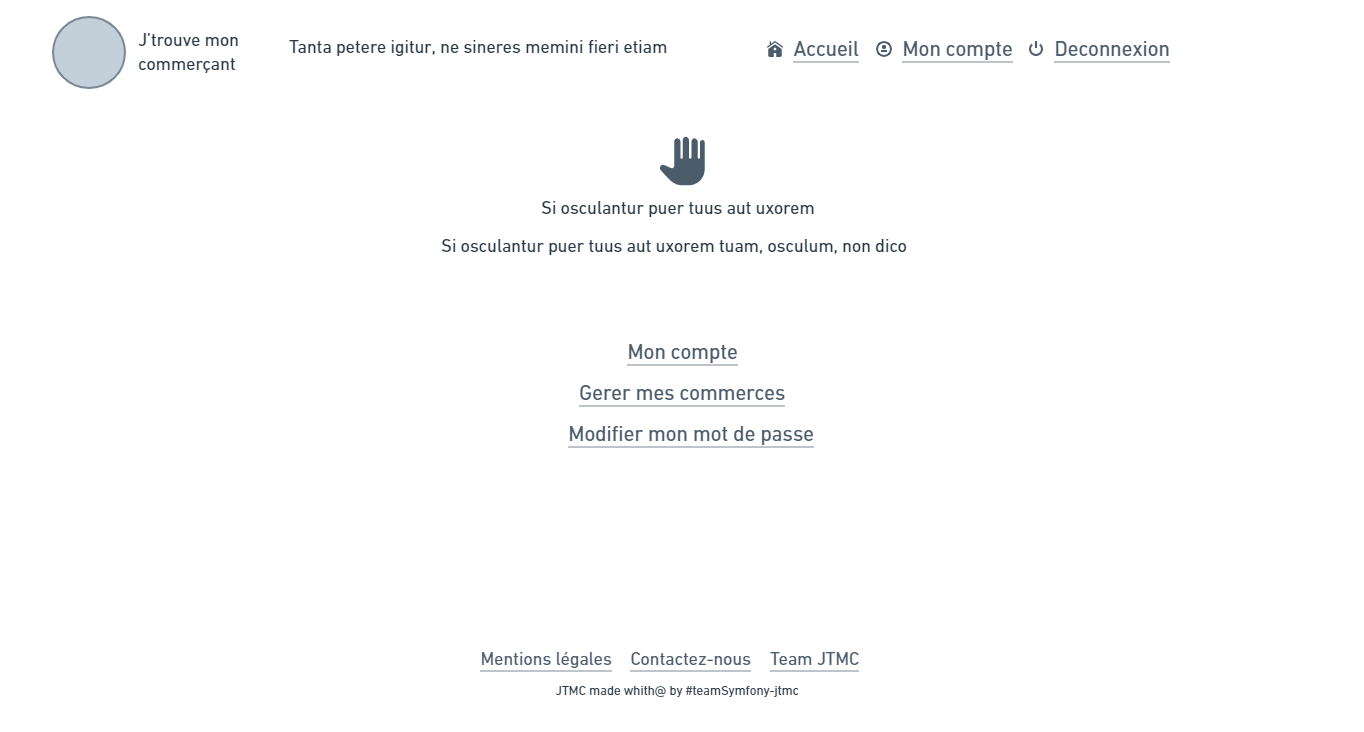 J'trouve mon
commerçant
Tanta petere igitur, ne sineres memini fieri etiam
Accueil
Mon compte
Deconnexion
Si osculantur puer tuus aut uxorem
Si osculantur puer tuus aut uxorem tuam, osculum, non dico
Mon compte
Gerer mes commerces
Modifier mon mot de passe
Mentions légales
Contactez-nous
Team JTMC
JTMC made whith@ by #teamSymfony-jtmc